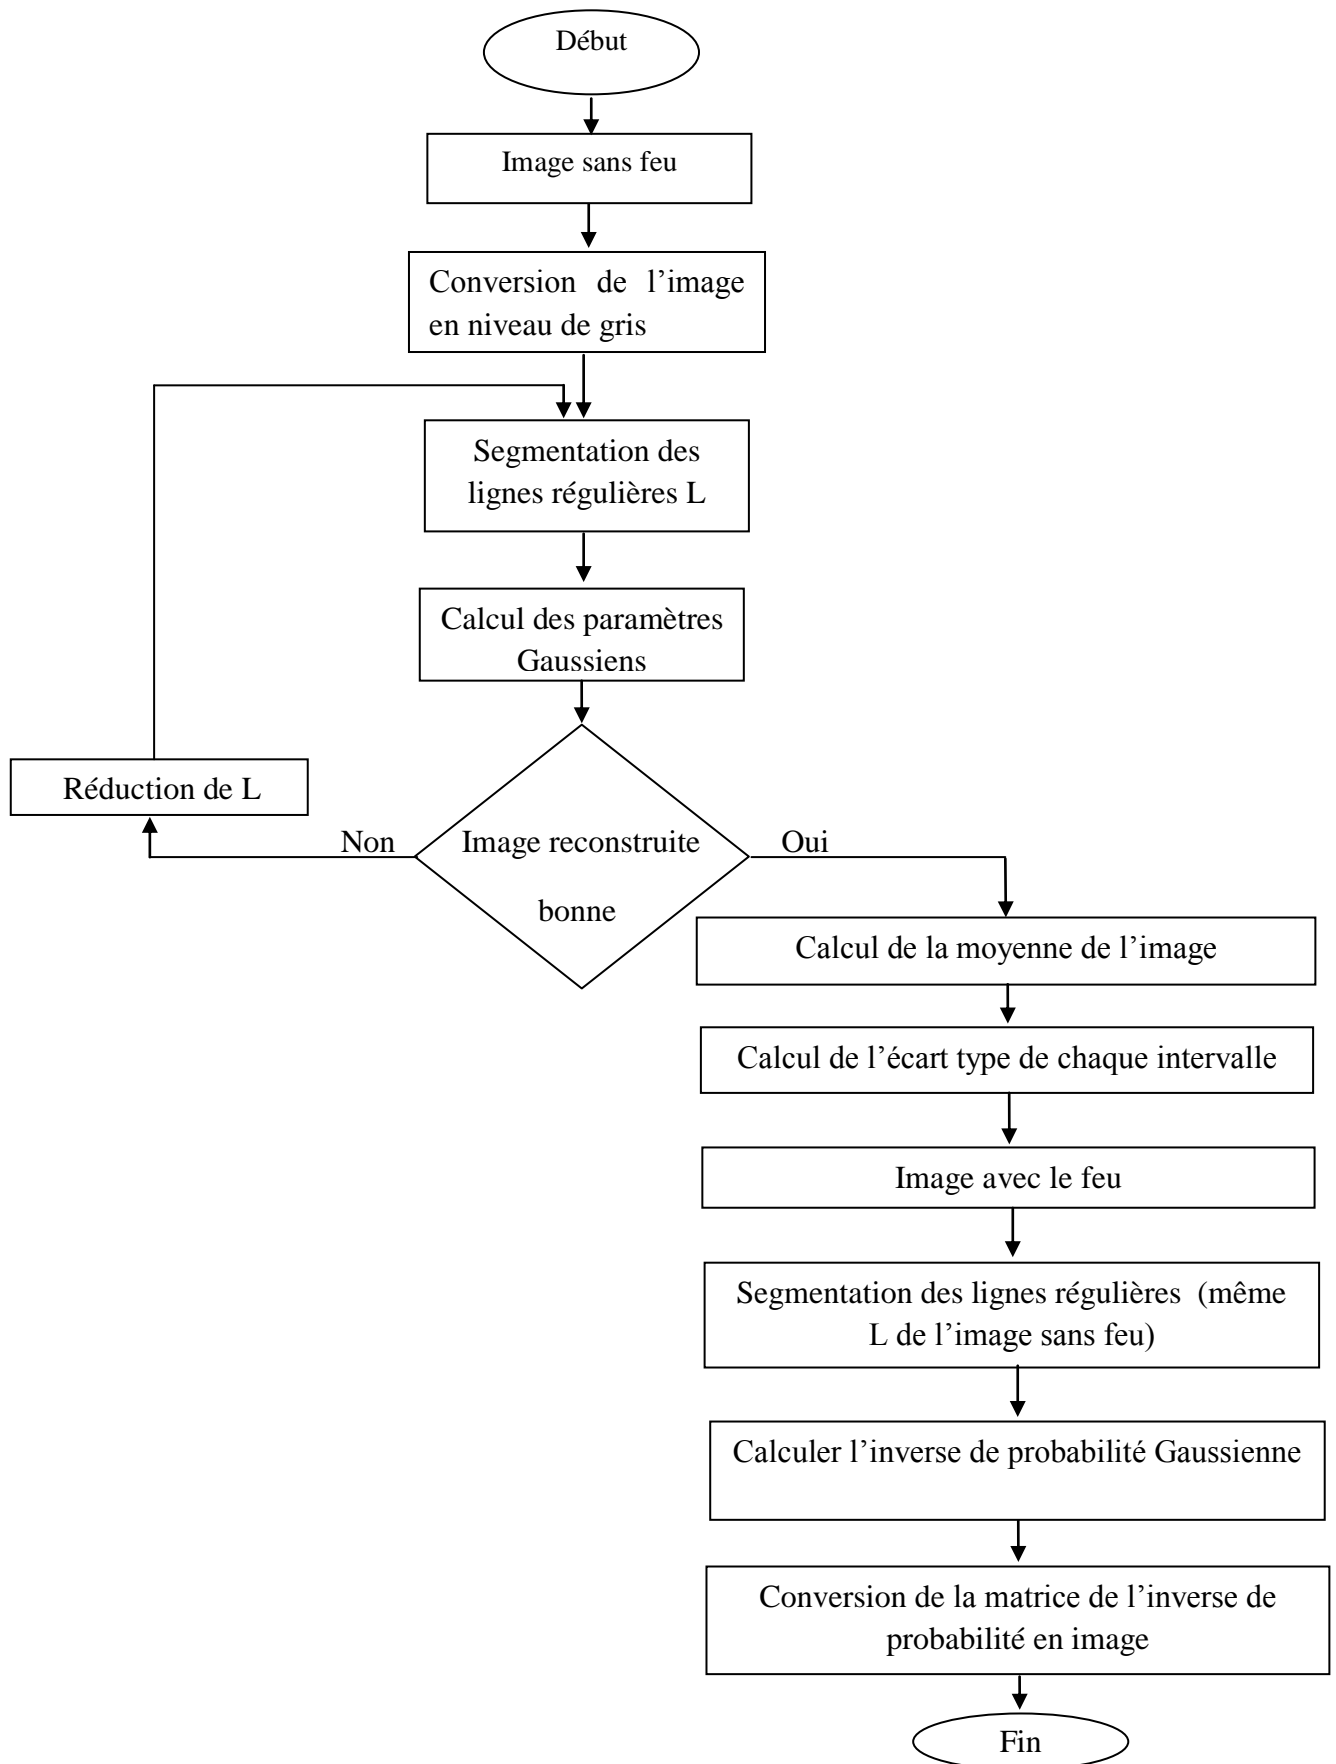 Début
Image sans feu
Conversion de l’image
en niveau de gris
Segmentation des
lignes régulières L
Calcul des paramètres
Gaussiens
Réduction de L
Non
Image reconstruite
bonne
Oui
Calcul de la moyenne de l’image
Calcul de l’écart type de chaque intervalle
Image avec le feu
Segmentation des lignes régulières (même
L de l’image sans feu)
Calculer l’inverse de probabilité Gaussienne
Conversion de la matrice de l’inverse de
probabilité en image
Fin